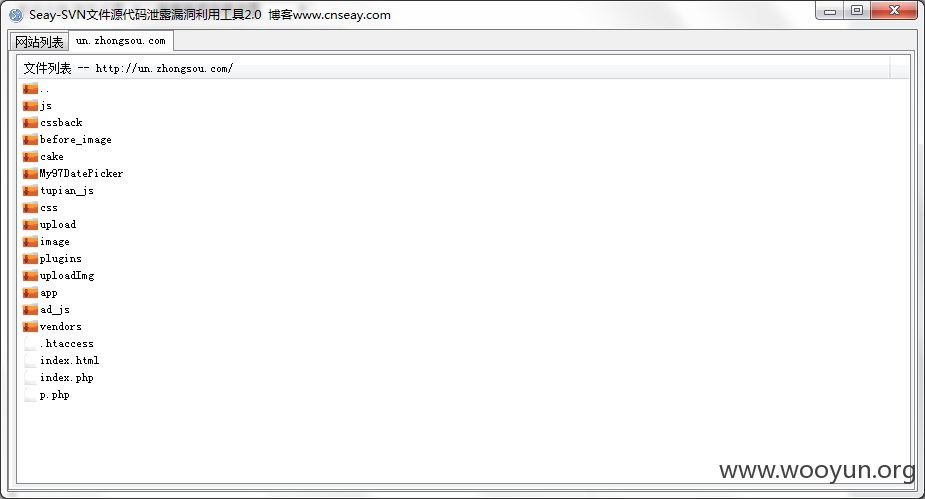 Seay-SVN文件源代码泄露漏洞利用工具2.0 博客www.cnseay.com
网站列表 un.zhongsou.com
文件列表 -- http://un.zhongsou.com/
..
js
cssback
before_image
cake
My97DatePicker
tupian_js
css
upload
image
plugins
uploadImg
app
ad_js
vendors
.htaccess
index.html
index.php
p.php
www.wooyun.org